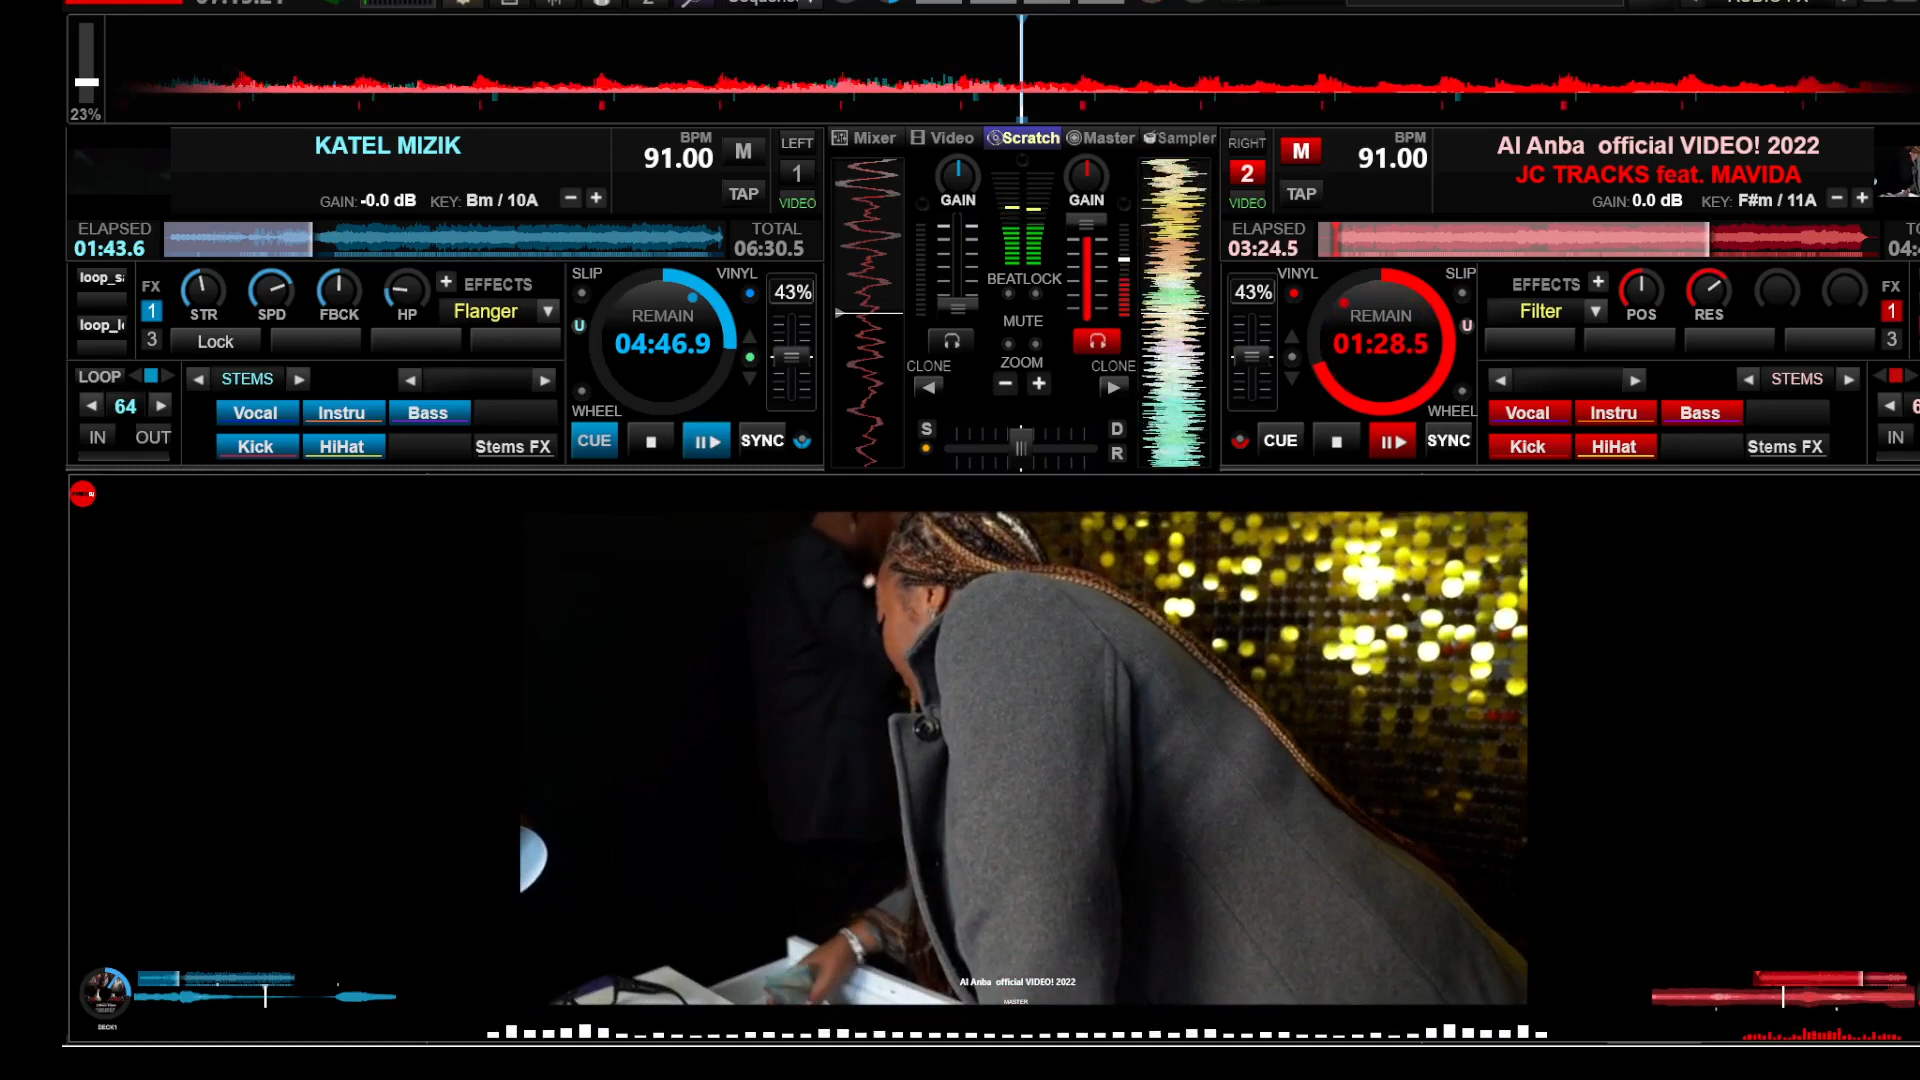 23%
KATEL MIZIK
BPM
91.00
M
TAP
LEFT
1
VIDEO
GAIN: -0.0 dB KEY: Bm / 10A
ELAPSED
01:43.6
TOTAL
06:30.5
Mixer Video Scratch Master Sampler
GAIN GAIN
BEATLOCK
MUTE
ZOOM
CLONE CLONE
S D
R
RIGHT
2
VIDEO
M
TAP
BPM
91.00
Al Anba official VIDEO! 2022
JC TRACKS feat. MAVIDA
GAIN: 0.0 dB KEY: F#m / 11A
ELAPSED
03:24.5
FX
1
3
STR SPD FBCK HP
EFFECTS
Flanger
Lock
LOOP
64
IN OUT
STEMS
Vocal Instru Bass
Kick HiHat Stems FX
SLIP VINYL
U
REMAIN
04:46.9
WHEEL
CUE SYNC
43%
43%
VINYL SLIP
U
REMAIN
01:28.5
WHEEL
CUE SYNC
EFFECTS
Filter
POS RES
FX
1
3
STEMS
Vocal Instru Bass
Kick HiHat Stems FX
IN
Al Anba official VIDEO! 2022
MASTER
DECK1